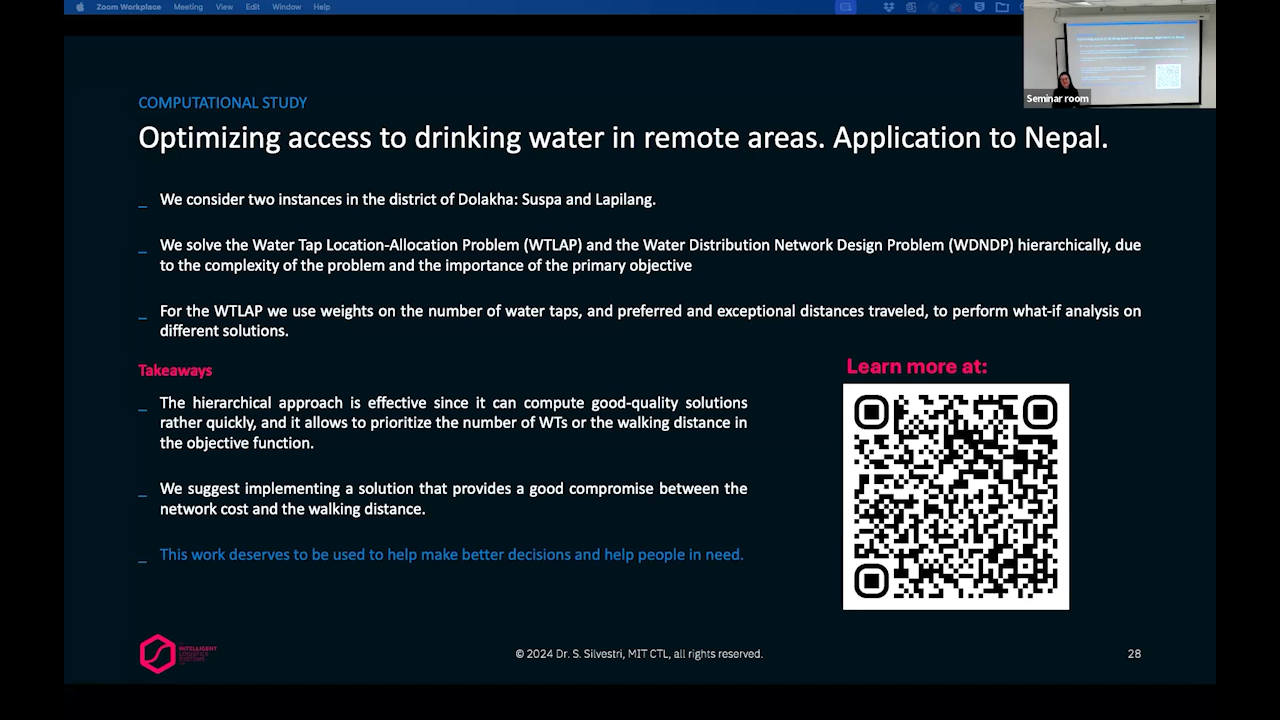 Zoom Workplace Meeting View Edit Window Help
Seminar room
COMPUTATIONAL STUDY
Optimizing access to drinking water in remote areas. Application to Nepal.
_ We consider two instances in the district of Dolakha: Suspa and Lapilang.
_ We solve the Water Tap Location-Allocation Problem (WTLAP) and the Water Distribution Network Design Problem (WDNDP) hierarchically, due
to the complexity of the problem and the importance of the primary objective
_ For the WTLAP we use weights on the number of water taps, and preferred and exceptional distances traveled, to perform what-if analysis on
different solutions.
Takeaways
_ The hierarchical approach is effective since it can compute good-quality solutions
rather quickly, and it allows to prioritize the number of WTs or the walking distance in
the objective function.
_ We suggest implementing a solution that provides a good compromise between the
network cost and the walking distance.
_ This work deserves to be used to help make better decisions and help people in need.
Learn more at:
INTELLIGENT
LOGISTICS
SYSTEMS
© 2024 Dr. S. Silvestri, MIT CTL, all rights reserved.
28